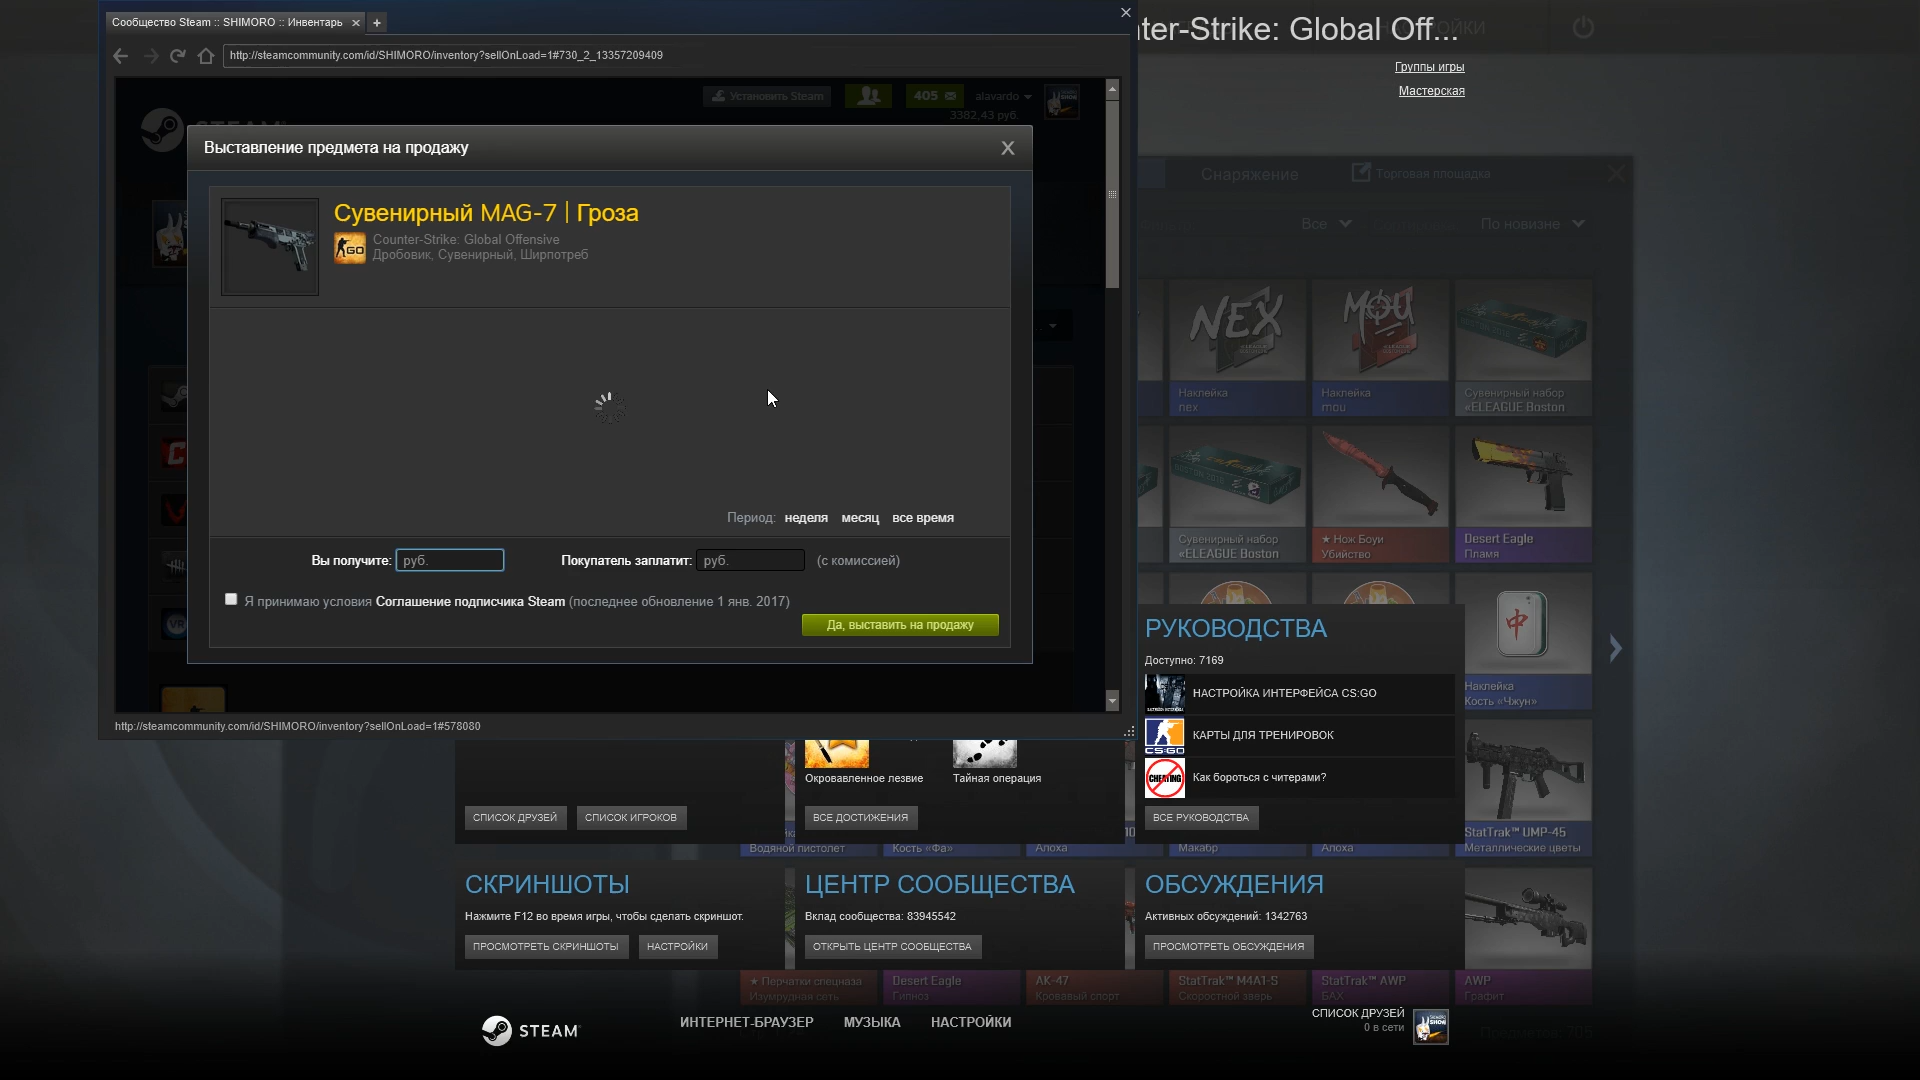 Сообщество Steam :: SHIMORO :: Инвентарь
http://steamcommunity.com/id/SHIMORO/inventory?sellOnLoad=1#730_2_13357209409
ter-Strike: Global Off...
Группы игры
Мастерская
Установить Steam
405
alavardo
3382,43 руб.
Выставление предмета на продажу
Сувенирный MAG-7 | Гроза
Counter-Strike: Global Offensive
Дробовик, Сувенирный, Ширпотреб
Период: неделя месяц все время
Вы получите: руб. Покупатель заплатит: руб. (с комиссией)
Я принимаю условия Соглашение подписчика Steam (последнее обновление 1 янв. 2017)
Да, выставить на продажу
http://steamcommunity.com/id/SHIMORO/inventory?sellOnLoad=1#578080
Снаряжение
Торговая площадка
Все
По новизне
NEX
MOU
Наклейка
nex
Наклейка
mou
Сувенирный набор
«ELEAGUE Boston
Сувенирный набор
«ELEAGUE Boston
★ Нож Боуи
Убийство
Desert Eagle
Пламя
Наклейка
Кость «Чжун»
StatTrak™ UMP-45
Металлические цветы
РУКОВОДСТВА
Доступно: 7169
НАСТРОЙКА ИНТЕРФЕЙСА CS:GO
CS:GO
КАРТЫ ДЛЯ ТРЕНИРОВОК
CHEATING
Как бороться с читерами?
ВСЕ РУКОВОДСТВА
Окровавленное лезвие
Тайная операция
СПИСОК ДРУЗЕЙ
СПИСОК ИГРОКОВ
ВСЕ ДОСТИЖЕНИЯ
Водяной пистолет
Кость «Фа»
Алоха
Макабр
Алоха
СКРИНШОТЫ
Нажмите F12 во время игры, чтобы сделать скриншот.
ПРОСМОТРЕТЬ СКРИНШОТЫ
НАСТРОЙКИ
ЦЕНТР СООБЩЕСТВА
Вклад сообщества: 83945542
ОТКРЫТЬ ЦЕНТР СООБЩЕСТВА
ОБСУЖДЕНИЯ
Активных обсуждений: 1342763
ПРОСМОТРЕТЬ ОБСУЖДЕНИЯ
★ Перчатки спецназа
Изумрудная сеть
Desert Eagle
Гипноз
AK-47
Кровавый спорт
StatTrak™ M4A1-S
Скоростной зверь
StatTrak™ AWP
БАХ
AWP
Графит
STEAM
ИНТЕРНЕТ-БРАУЗЕР
МУЗЫКА
НАСТРОЙКИ
СПИСОК ДРУЗЕЙ
0 в сети